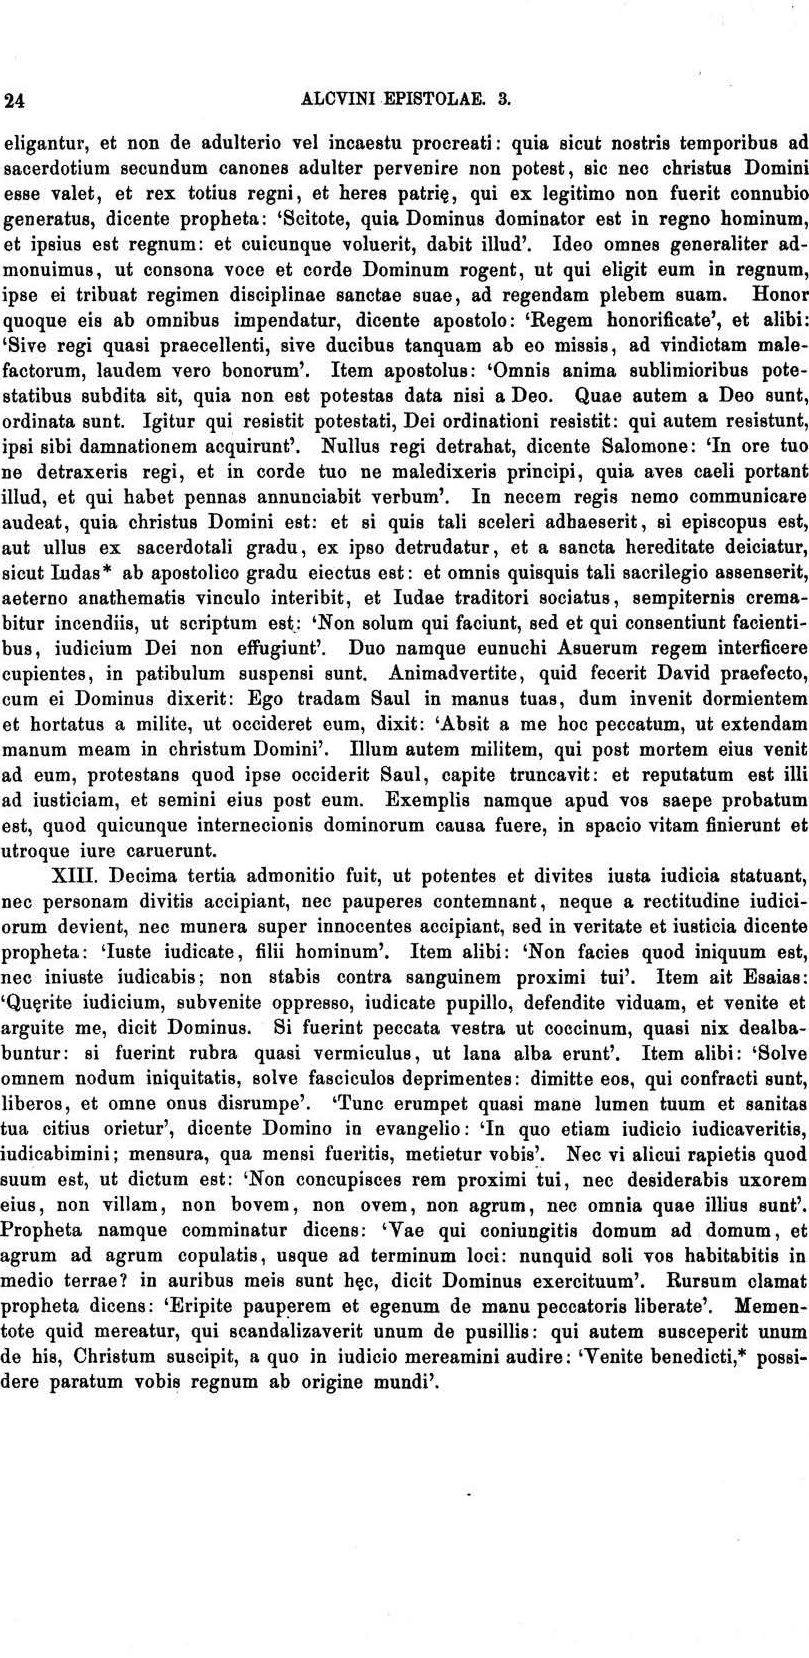 24 ALCVINI EPISTOLAE. 3.
eligantur, et non de adulterio vel incaestu procreati: quia sicut nostris temporibus ad
sacerdotium secundum canones adulter pervenire non potest, sic nec christus Domini
esse valet, et rex totius regni, et heres patrię, qui ex legitimo non fuerit connubio
generatus, dicente propheta: ‘Scitote, quia Dominus dominator est in regno hominum,
et ipsius est regnum: et cuicunque voluerit, dabit illud’. Ideo omnes generaliter ad-
monuimus, ut consona voce et corde Dominum rogent, ut qui eligit eum in regnum,
ipse ei tribuat regimen disciplinae sanctae suae, ad regendam plebem suam. Honor
quoque eis ab omnibus impendatur, dicente apostolo: ‘Regem honorificate’, et alibi:
‘Sive regi quasi praecellenti, sive ducibus tanquam ab eo missis, ad vindictam male-
factorum, laudem vero bonorum’. Item apostolus: ‘Omnis anima sublimioribus pote-
statibus subdita sit, quia non est potestas data nisi a Deo. Quae autem a Deo sunt,
ordinata sunt. Igitur qui resistit potestati, Dei ordinationi resistit: qui autem resistunt,
ipsi sibi damnationem acquirunt’. Nullus regi detrahat, dicente Salomone: ‘In ore tuo
ne detraxeris regi, et in corde tuo ne maledixeris principi, quia aves caeli portant
illud, et qui habet pennas annunciabit verbum’. In necem regis nemo communicare
audeat, quia christus Domini est: et si quis tali sceleri adhaeserit, si episcopus est,
aut ullus ex sacerdotali gradu, ex ipso detrudatur, et a sancta hereditate deiciatur,
sicut Iudas* ab apostolico gradu eiectus est: et omnis quisquis tali sacrilegio assenserit,
aeterno anathematis vinculo interibit, et Iudae traditori sociatus, sempiternis crema-
bitur incendiis, ut scriptum est: ‘Non solum qui faciunt, sed et qui consentiunt facienti-
bus, iudicium Dei non effugiunt’. Duo namque eunuchi Asuerum regem interficere
cupientes, in patibulum suspensi sunt. Animadvertite, quid fecerit David praefecto,
cum ei Dominus dixerit: Ego tradam Saul in manus tuas, dum invenit dormientem
et hortatus a milite, ut occideret eum, dixit: ‘Absit a me hoc peccatum, ut extendam
manum meam in christum Domini’. Illum autem militem, qui post mortem eius venit
ad eum, protestans quod ipse occiderit Saul, capite truncavit: et reputatum est illi
ad iusticiam, et semini eius post eum. Exemplis namque apud vos saepe probatum
est, quod quicunque internecionis dominorum causa fuere, in spacio vitam finierunt et
utroque iure caruerunt.
XIII. Decima tertia admonitio fuit, ut potentes et divites iusta iudicia statuant,
nec personam divitis accipiant, nec pauperes contemnant, neque a rectitudine iudici-
orum devient, nec munera super innocentes accipiant, sed in veritate et iusticia dicente
propheta: ‘Iuste iudicate, filii hominum’. Item alibi: ‘Non facies quod iniquum est,
nec iniuste iudicabis; non stabis contra sanguinem proximi tui’. Item ait Esaias:
‘Quęrite iudicium, subvenite oppresso, iudicate pupillo, defendite viduam, et venite et
arguite me, dicit Dominus. Si fuerint peccata vestra ut coccinum, quasi nix dealba-
buntur: si fuerint rubra quasi vermiculus, ut lana alba erunt’. Item alibi: ‘Solve
omnem nodum iniquitatis, solve fasciculos deprimentes: dimitte eos, qui confracti sunt,
liberos, et omne onus disrumpe’. ‘Tunc erumpet quasi mane lumen tuum et sanitas
tua citius orietur’, dicente Domino in evangelio: ‘In quo etiam iudicio iudicaveritis,
iudicabimini; mensura, qua mensi fueritis, metietur vobis’. Nec vi alicui rapietis quod
suum est, ut dictum est: ‘Non concupisces rem proximi tui, nec desiderabis uxorem
eius, non villam, non bovem, non ovem, non agrum, nec omnia quae illius sunt’.
Propheta namque comminatur dicens: ‘Vae qui coniungitis domum ad domum, et
agrum ad agrum copulatis, usque ad terminum loci: nunquid soli vos habitabitis in
medio terrae? in auribus meis sunt hęc, dicit Dominus exercituum’. Rursum clamat
propheta dicens: ‘Eripite pauperem et egenum de manu peccatoris liberate’. Memen-
tote quid mereatur, qui scandalizaverit unum de pusillis: qui autem susceperit unum
de his, Christum suscipit, a quo in iudicio mereamini audire: ‘Venite benedicti,* possi-
dere paratum vobis regnum ab origine mundi’.